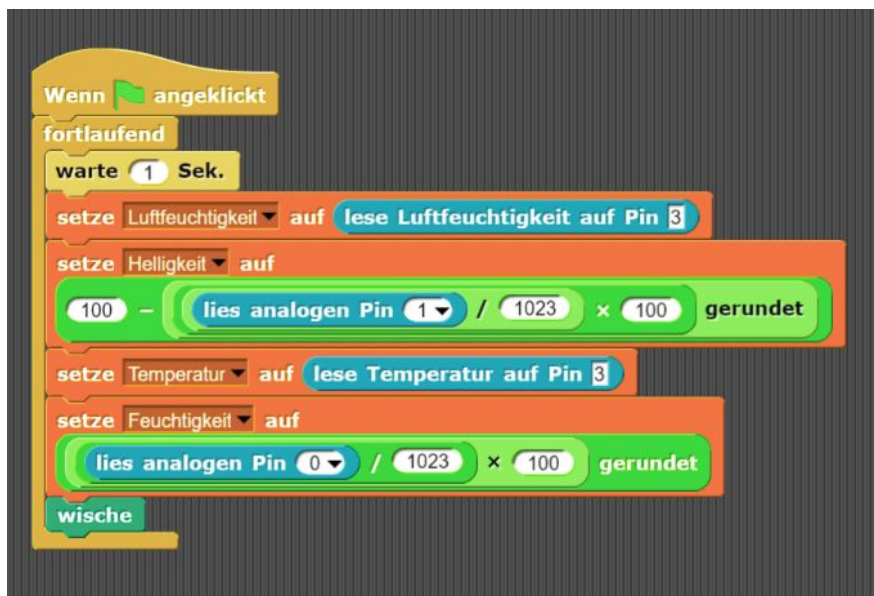 Wenn angeklickt
fortlaufend
warte 1 Sek.
setze Luftfeuchtigkeit auf lese Luftfeuchtigkeit auf Pin 3
setze Helligkeit auf
100 - lies analogen Pin 1 / 1023 × 100 gerundet
setze Temperatur auf lese Temperatur auf Pin 3
setze Feuchtigkeit auf
lies analogen Pin 0 / 1023 × 100 gerundet
wische